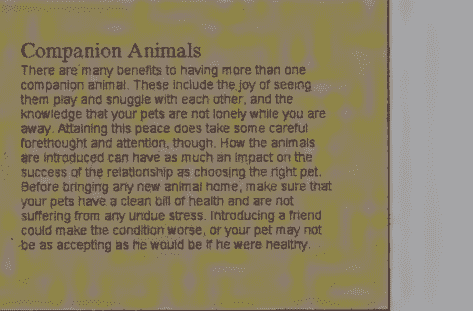 Companion Animals
There are many benefits to having more than one
companion animal. These include the joy of seeing
them play and snuggle with each other, and the
knowledge that your pets are not lonely while you are
away. Attaining this peace does take some careful
forethought and attention, though. How the animals
are introduced can have as much an impact on the
success of the relationship as choosing the right pet.
Before bringing any new animal home, make sure that
your pets have a clean bill of health and are not
suffering from any undue stress. Introducing a friend
could make the condition worse, or your pet may not
be as accepting as he would be if he were healthy.